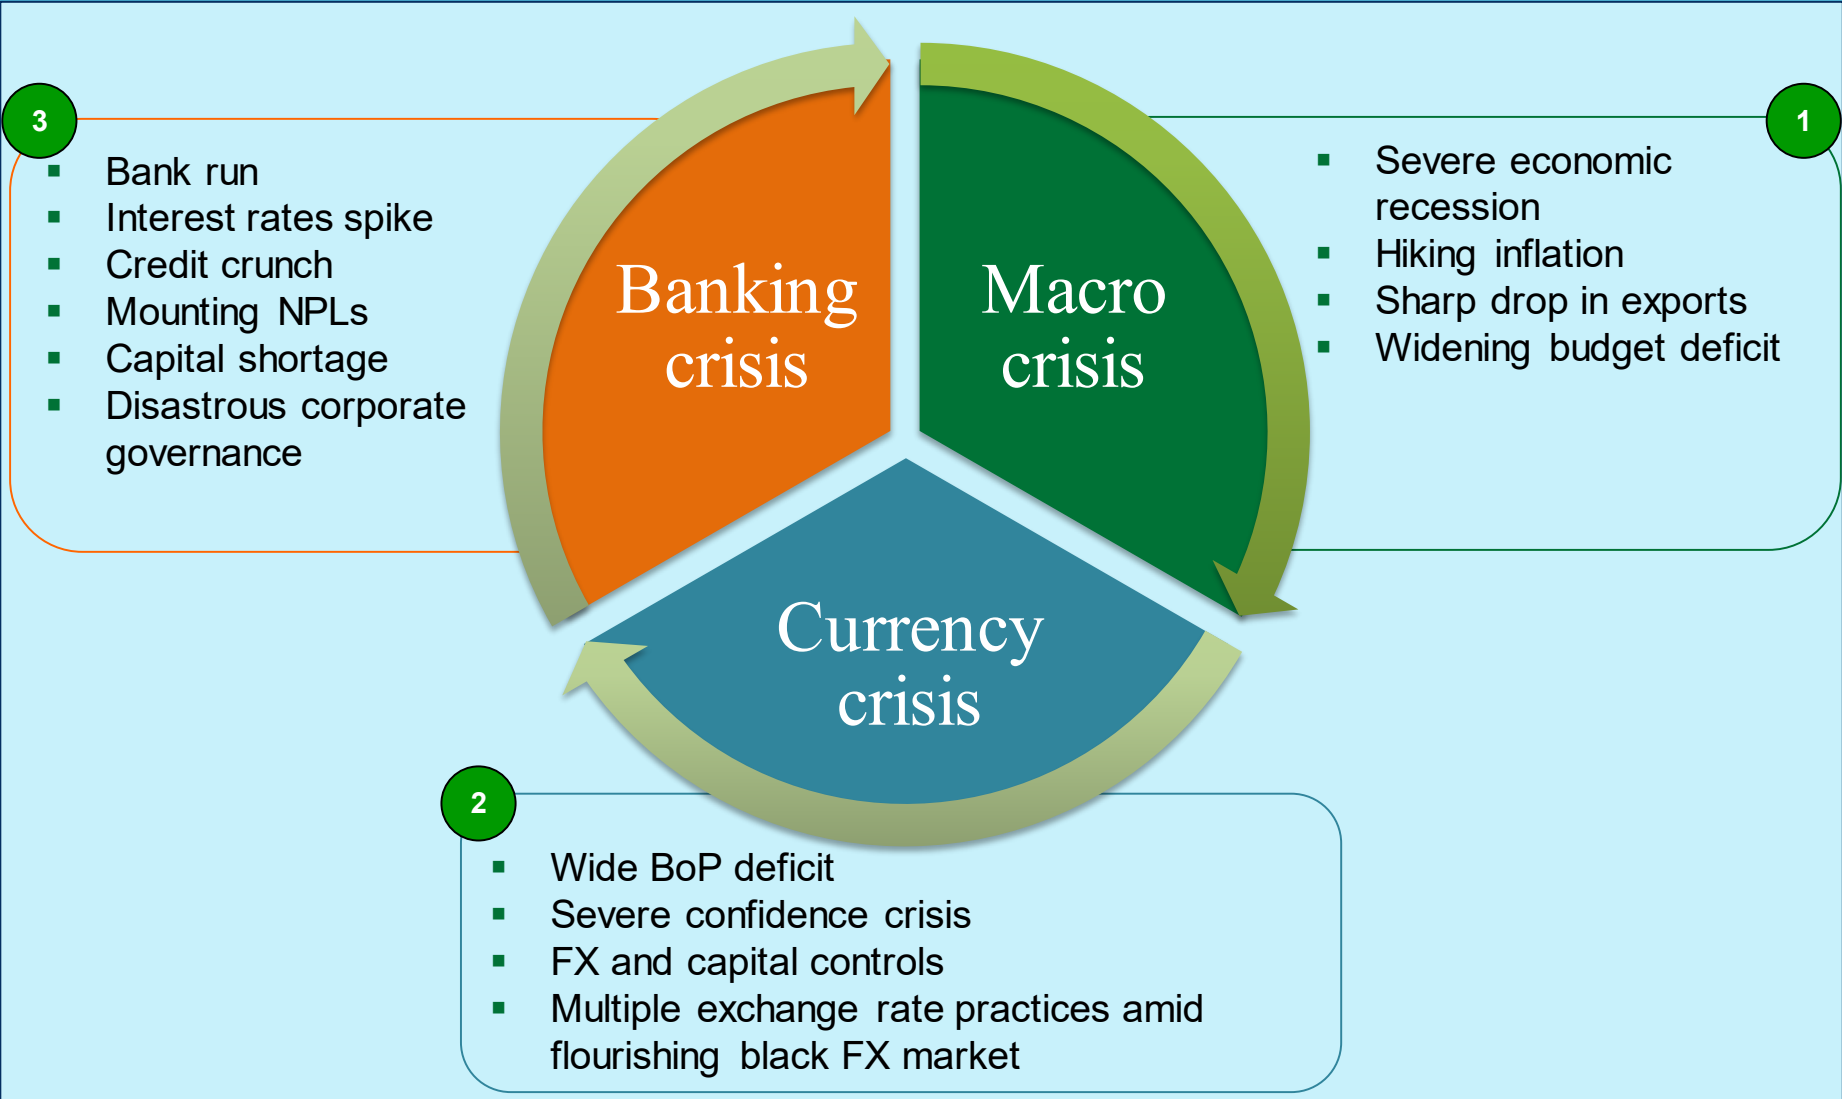 3
Bank run
Interest rates spike
Credit crunch
Mounting NPLs
Capital shortage
Disastrous corporate
governance
Banking
crisis
Macro
crisis
1
Severe economic
recession
Hiking inflation
Sharp drop in exports
Widening budget deficit
Currency
crisis
2
Wide BoP deficit
Severe confidence crisis
FX and capital controls
Multiple exchange rate practices amid
flourishing black FX market